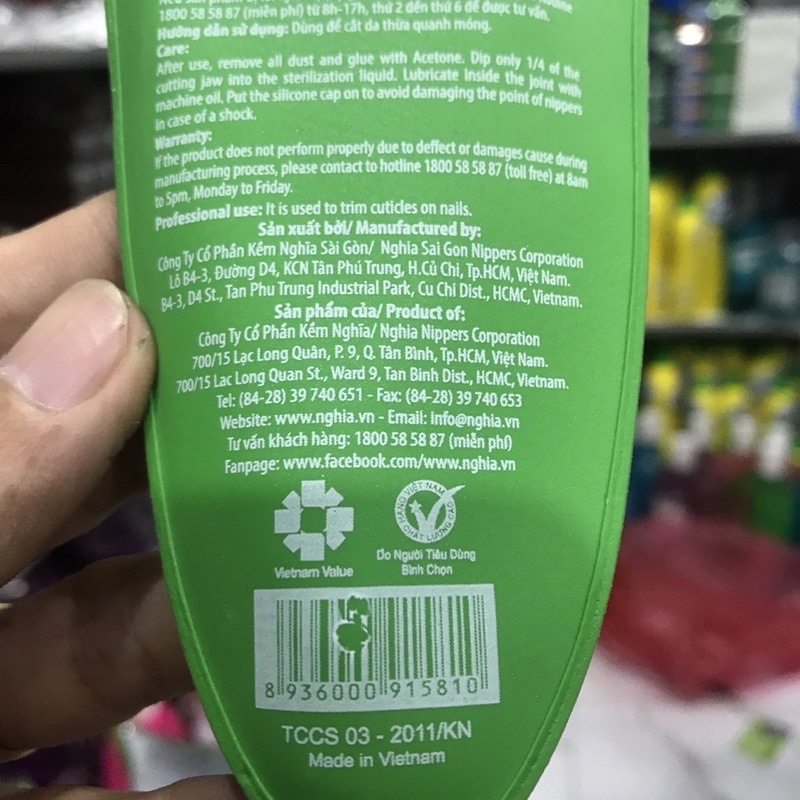 1800 58 58 87 (miễn phí) từ 8h-17h, thứ 2 đến thứ 6 để được tư vấn.
Hướng dẫn sử dụng: Dùng để cắt da thừa quanh móng.
Care:
After use, remove all dust and glue with Acetone. Dip only 1/4 of the
cutting jaw into the sterilization liquid. Lubricate inside the joint with
machine oil. Put the silicone cap on to avoid damaging the point of nippers
in case of a shock.
Warranty:
If the product does not perform properly due to deffect or damages cause during
manufacturing process, please contact to hotline 1800 58 58 87 (toll free) at 8am
to 5pm, Monday to Friday.
Professional use: It is used to trim cuticles on nails.
Sản xuất bởi/ Manufactured by:
Công Ty Cổ Phần Kềm Nghĩa Sài Gòn/ Nghia Sai Gon Nippers Corporation
Lô B4-3, Đường D4, KCN Tân Phú Trung, H.Củ Chi, Tp.HCM, Việt Nam.
B4-3, D4 St., Tan Phu Trung Industrial Park, Cu Chi Dist., HCMC, Vietnam.
Sản phẩm của/ Product of:
Công Ty Cổ Phần Kềm Nghĩa/ Nghia Nippers Corporation
700/15 Lạc Long Quân, P. 9, Q. Tân Bình, Tp.HCM, Việt Nam.
700/15 Lac Long Quan St., Ward 9, Tan Binh Dist., HCMC, Vietnam.
Tel: (84-28) 39 740 651 - Fax: (84-28) 39 740 653
Website: www.nghia.vn - Email: info@nghia.vn
Tư vấn khách hàng: 1800 58 58 87 (miễn phí)
Fanpage: www.facebook.com/www.nghia.vn
HÀNG VIỆT NAM CHẤT LƯỢNG CAO
Vietnam Value
Do Người Tiêu Dùng
Bình Chọn
8 936000 915810
TCCS 03 - 2011/KN
Made in Vietnam